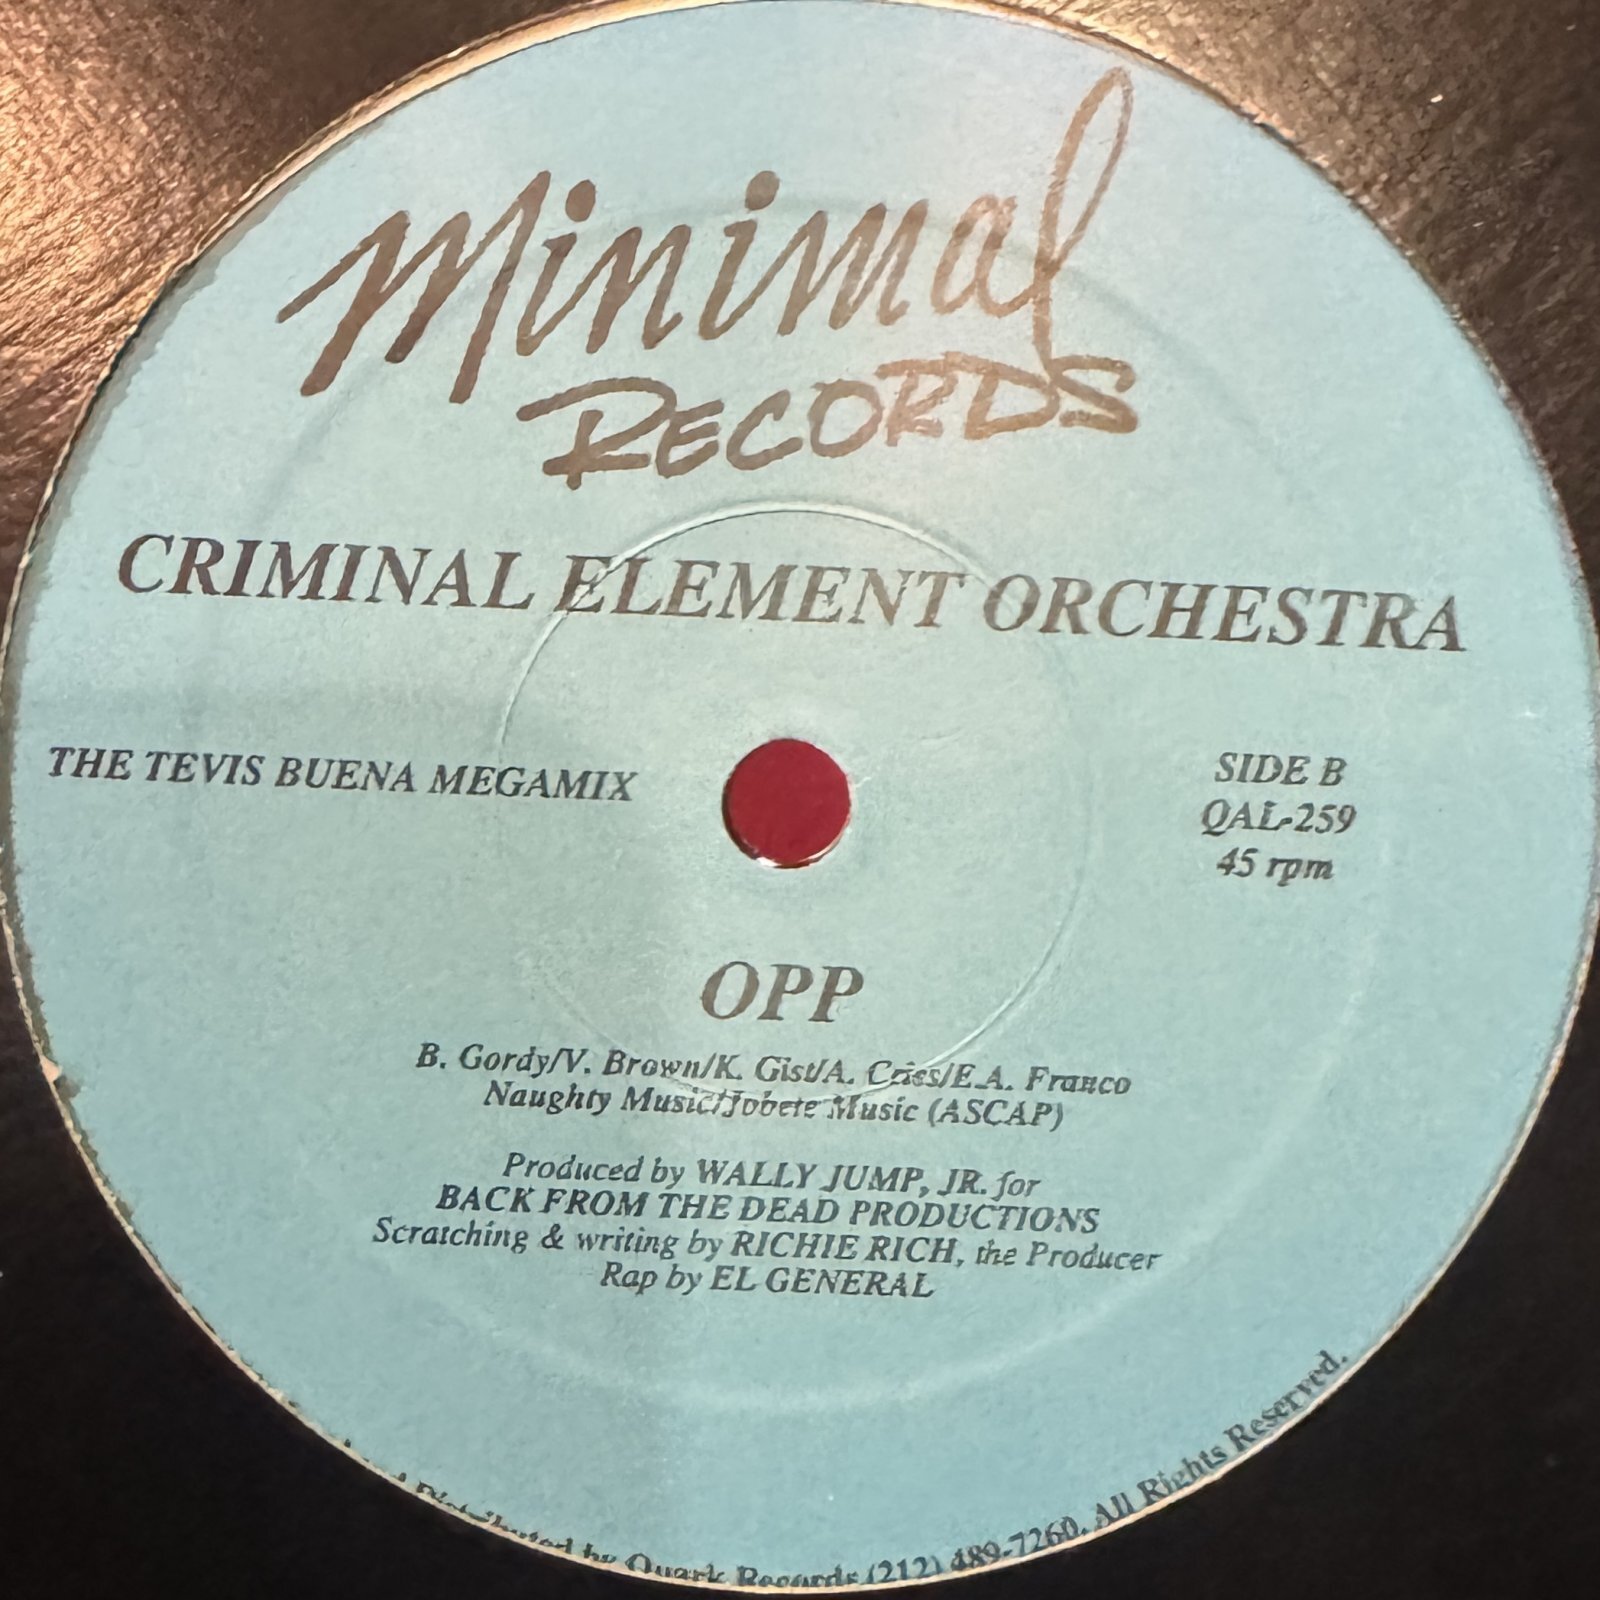 Minimal
RECORDS
CRIMINAL ELEMENT ORCHESTRA
THE TEVIS BUENA MEGAMIX
SIDE B
QAL-259
45 rpm
OPP
B. Gordy/V. Brown/K. Gist/A. Cries/E.A. Franco
Naughty Music/Jobete Music (ASCAP)
Produced by WALLY JUMP, JR. for
BACK FROM THE DEAD PRODUCTIONS
Scratching & writing by RICHIE RICH, the Producer
Rap by EL GENERAL
Distributed by Quark Records (212) 489-7260. All Rights Reserved.